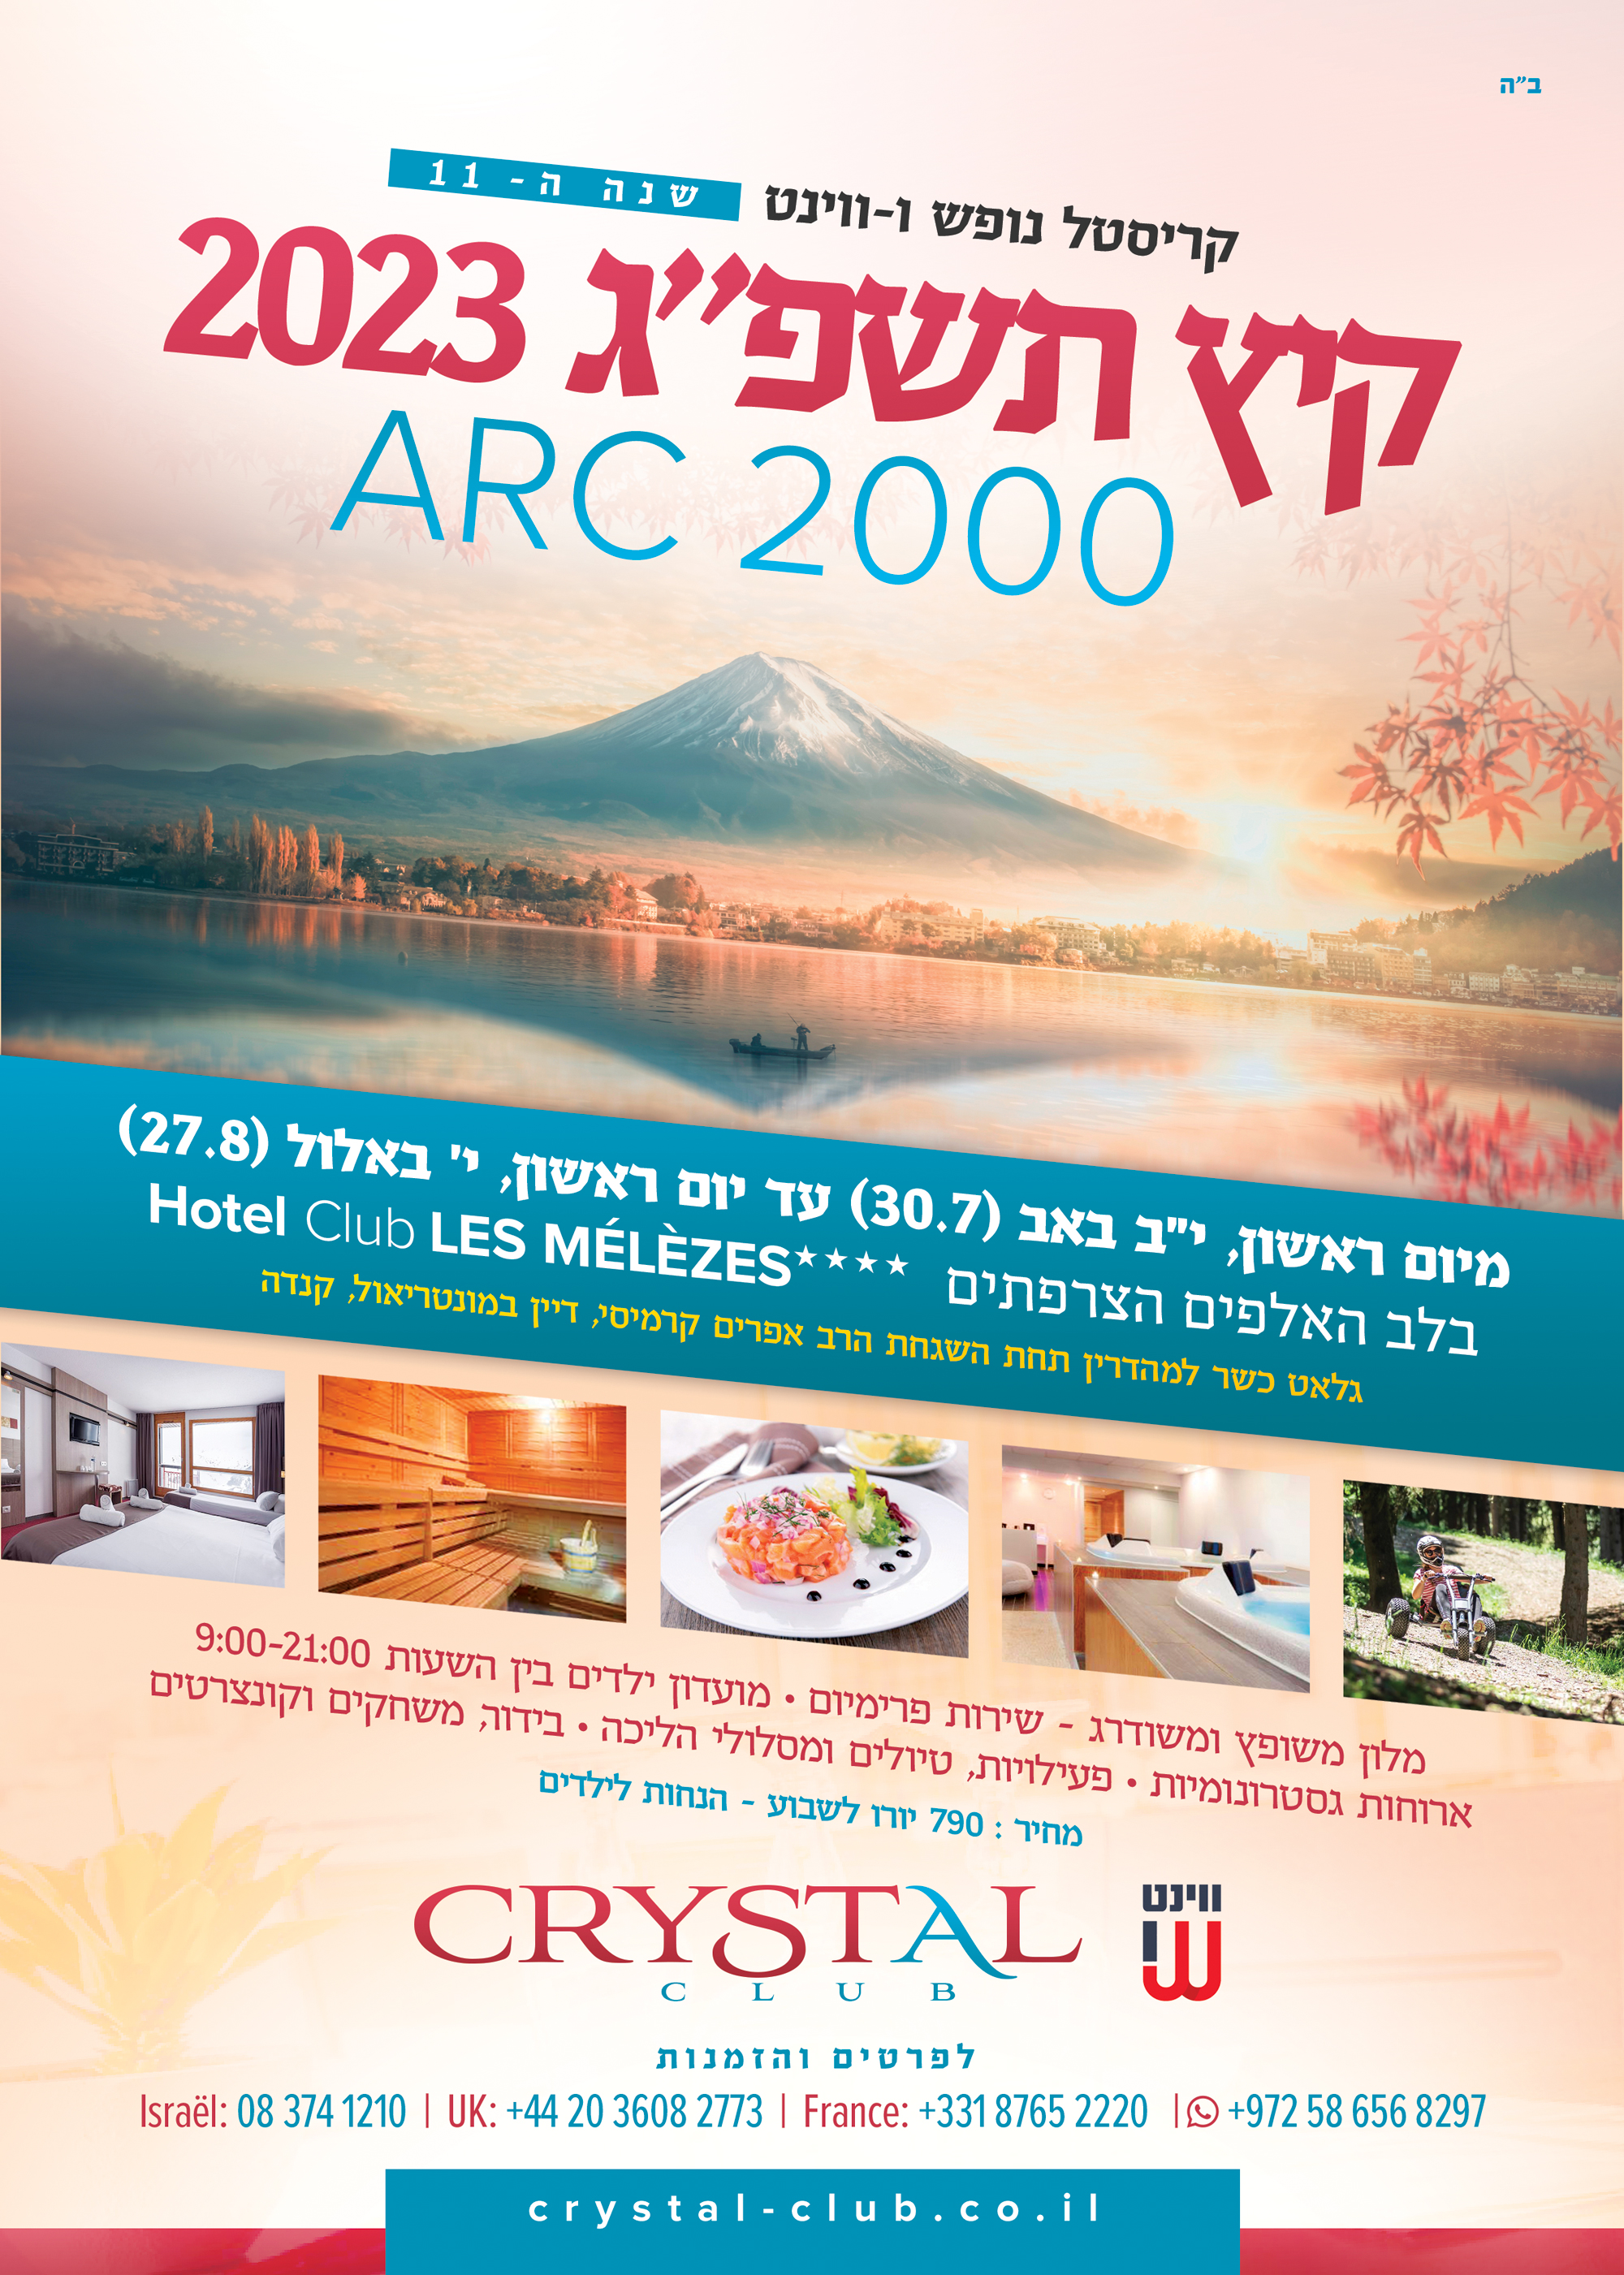 ב״ה
קריסטל נופש ו-ווינט שנה ה- 11
קיץ תשפ״ג 2023
ARC 2000
מיום ראשון, י"ב באב (30.7) עד יום ראשון, י' באלול (27.8)
בלב האלפים הצרפתים Hotel Club LES MÉLÈZES★★★★
גלאט כשר למהדרין תחת השגחת הרב אפרים קרמיסי, דיין במונטריאול, קנדה
מלון משופץ ומשודרג - שירות פרימיום • מועדון ילדים בין השעות 9:00-21:00
ארוחות גסטרונומיות • פעילויות, טיולים ומסלולי הליכה • בידור, משחקים וקונצרטים
מחיר : 790 יורו לשבוע - הנחות לילדים
CRYSTAL
CLUB
ווינט
לפרטים והזמנות
Israël: 08 374 1210 | UK: +44 20 3608 2773 | France: +331 8765 2220 | +972 58 656 8297
crystal-club.co.il